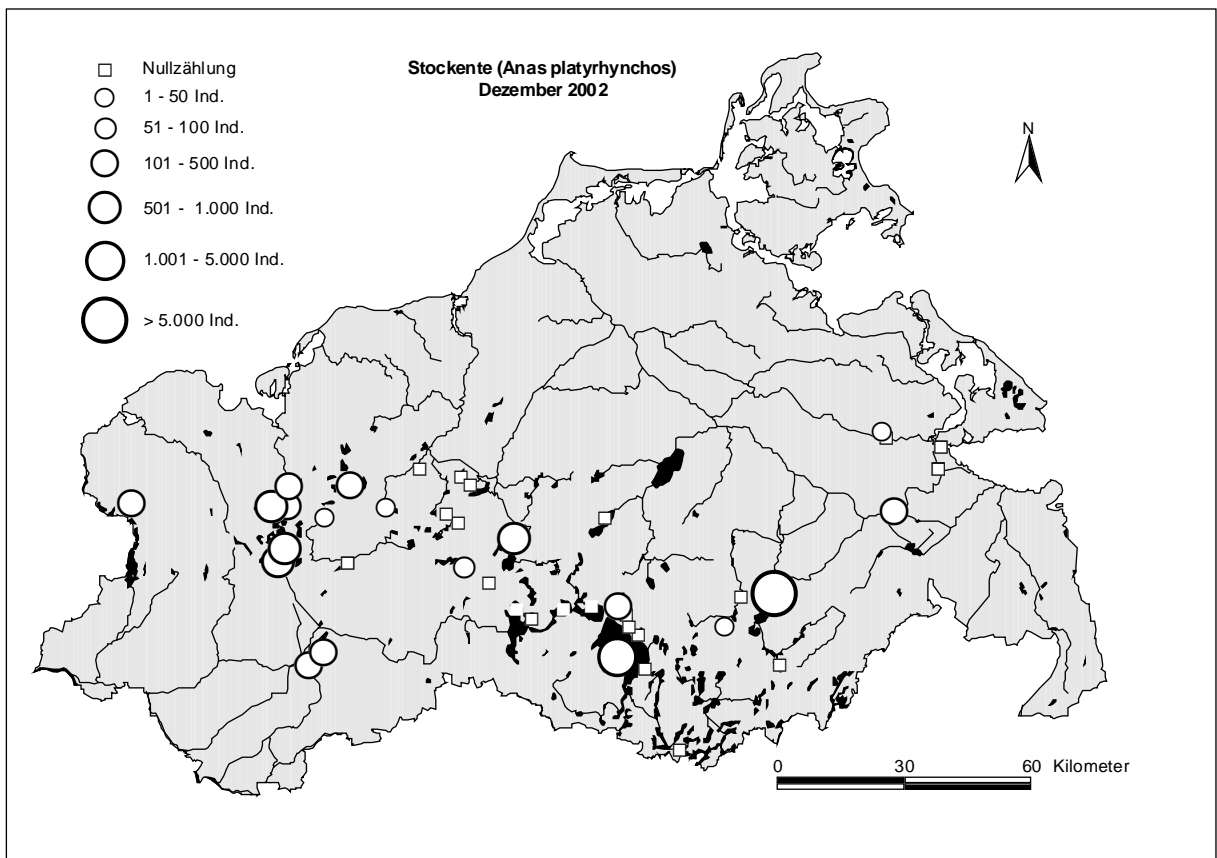 Stockente (Anas platyrhynchos)
Dezember 2002
Nullzählung
1 - 50 Ind.
51 - 100 Ind.
101 - 500 Ind.
501 - 1.000 Ind.
1.001 - 5.000 Ind.
> 5.000 Ind.
N
0 30 60 Kilometer